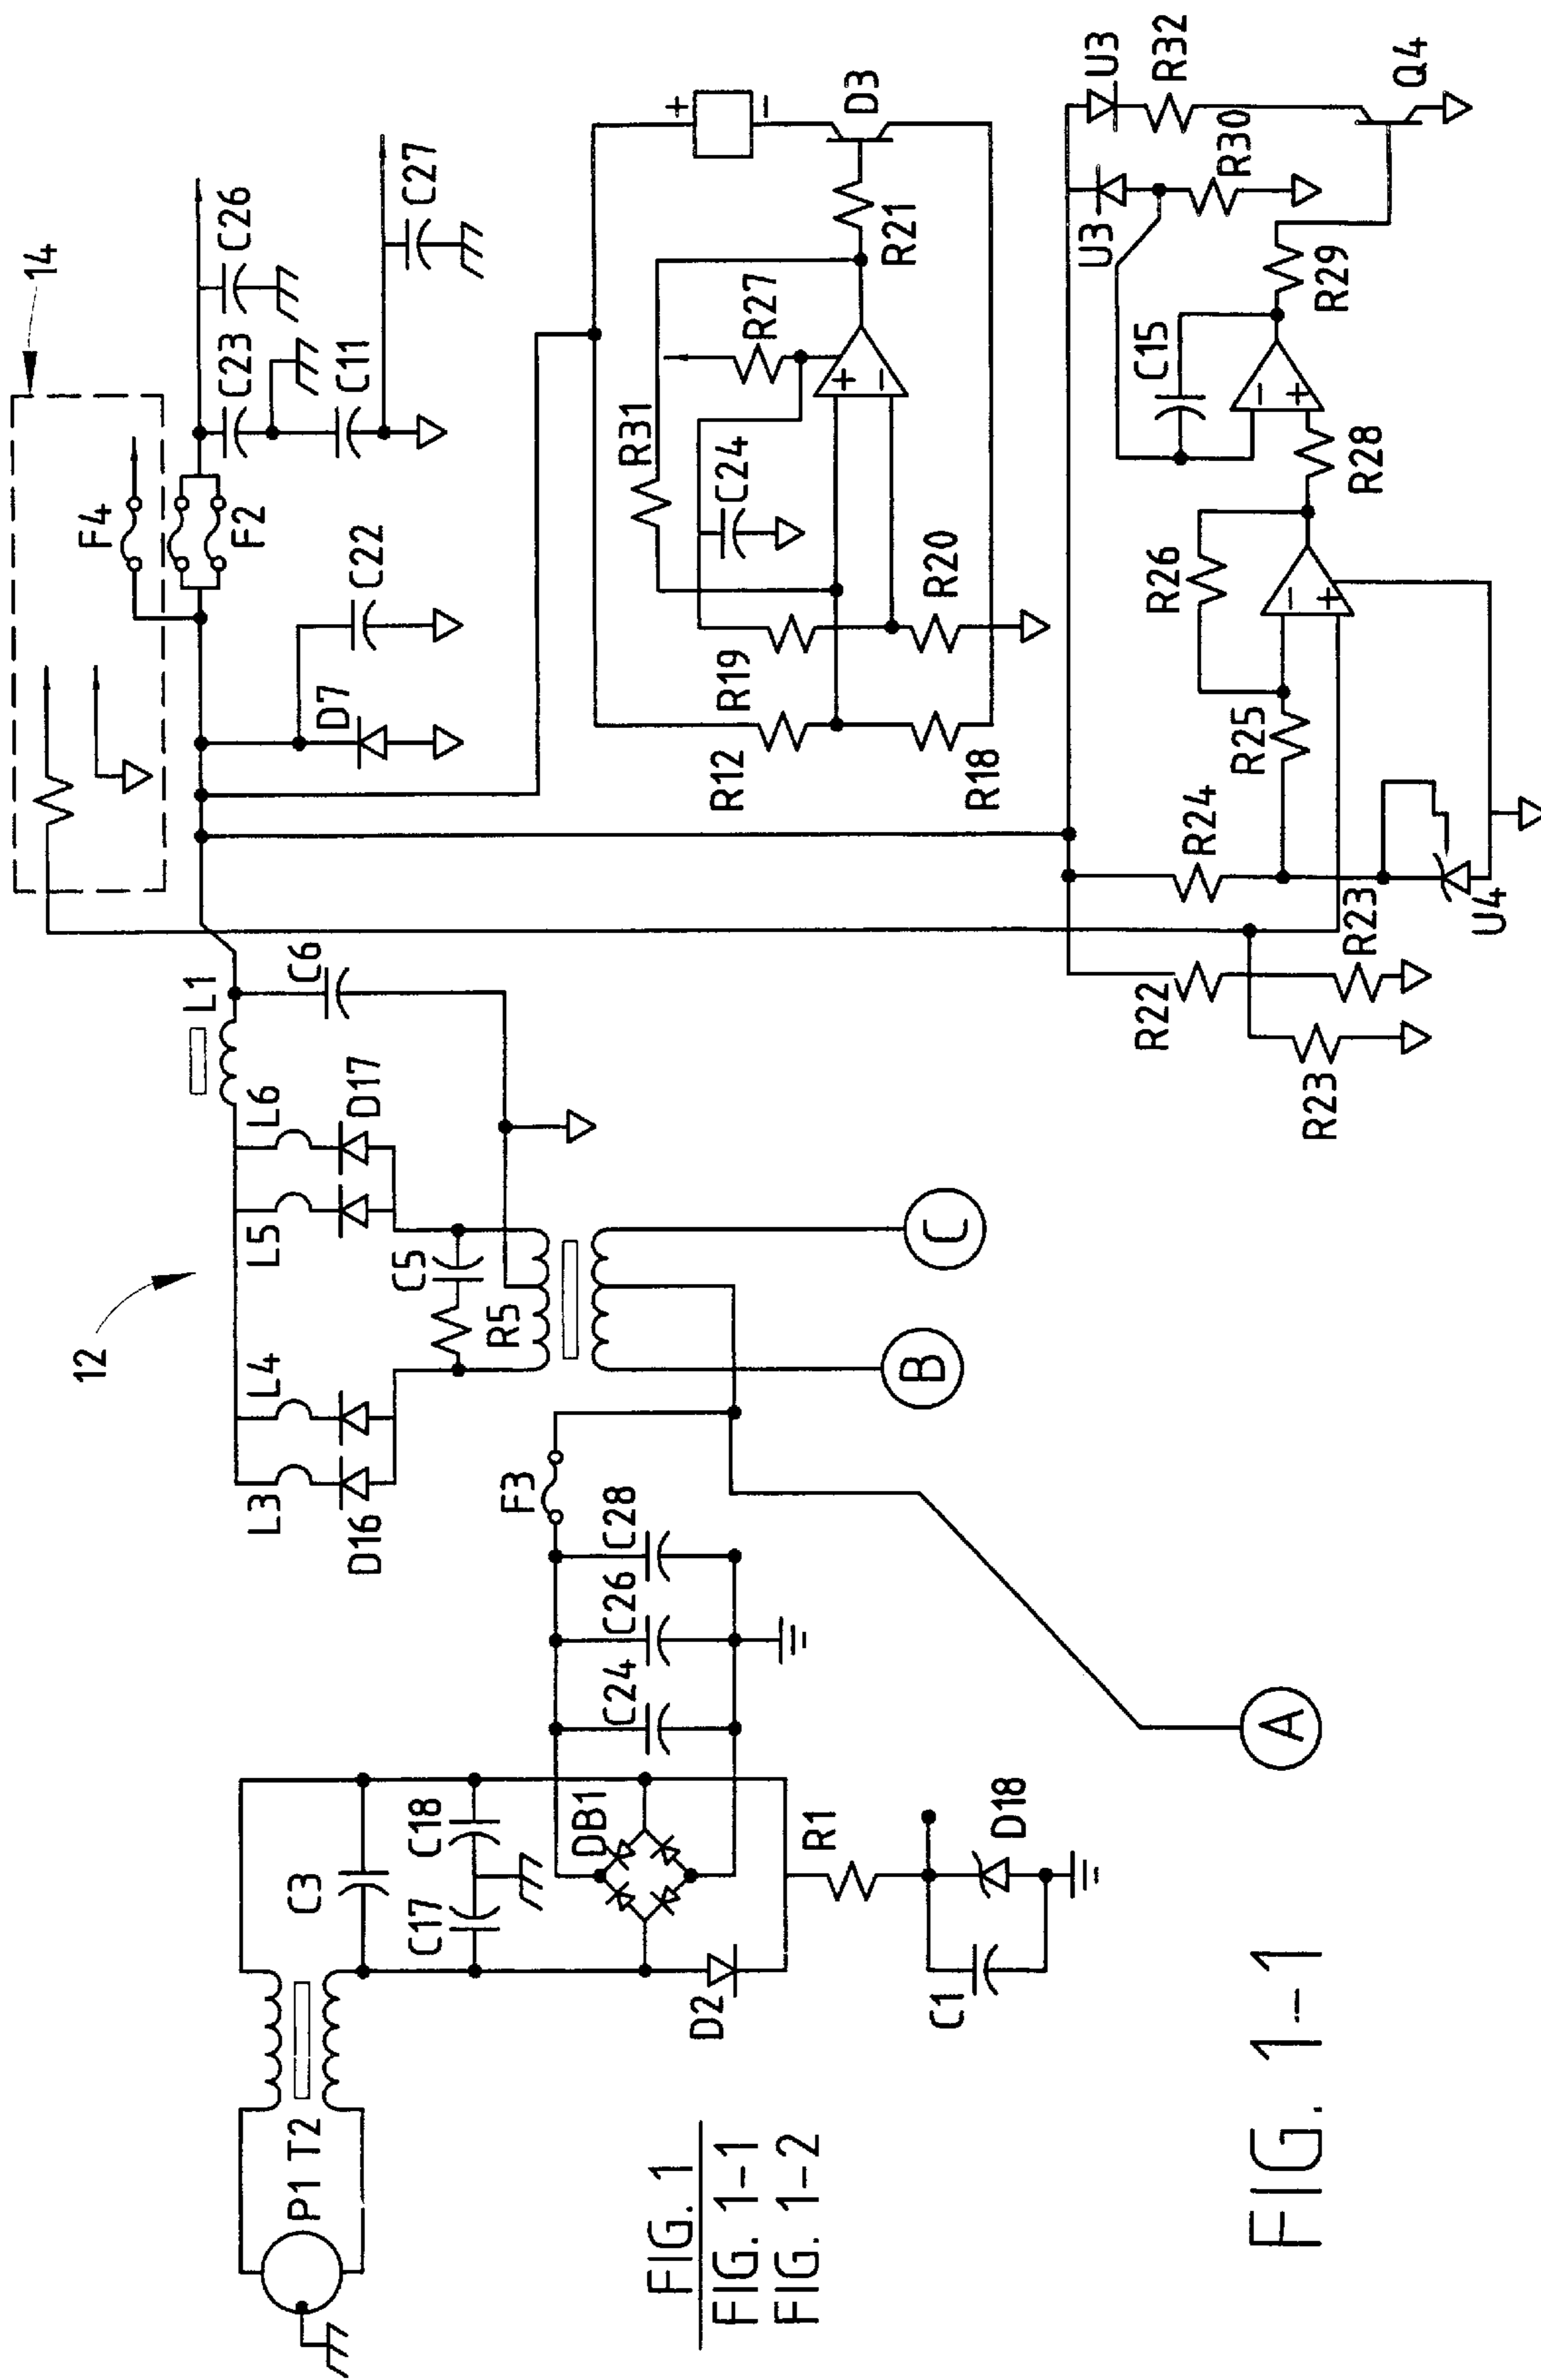 14
F4
F2
C26
C23
C27
C11
C22
D7
12
L1
C6
L6
L5
L4
L3
D17
D16
C5
R5
+
-
D3
R21
R27
R31
C24
+
-
R20
R19
R12
R18
U3
R32
Q4
U3
R30
R29
C15
-
+
R28
R26
-
+
R25
R24
U4
R23
R22
R23
F3
C28
C26
C24
C
B
A
P1
T2
C3
C18
C17
DB1
D2
R1
D18
C1
FIG. 1
FIG. 1-1
FIG. 1-2
FIG. 1-1